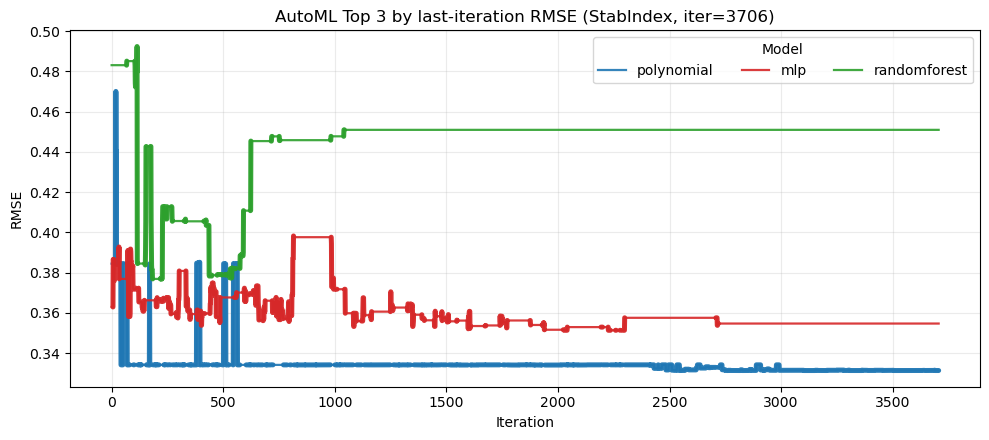 AutoML Top 3 by last-iteration RMSE (StabIndex, iter=3706)
Model
polynomial mlp randomforest
RMSE
0.50
0.48
0.46
0.44
0.42
0.40
0.38
0.36
0.34
0 500 1000 1500 2000 2500 3000 3500
Iteration